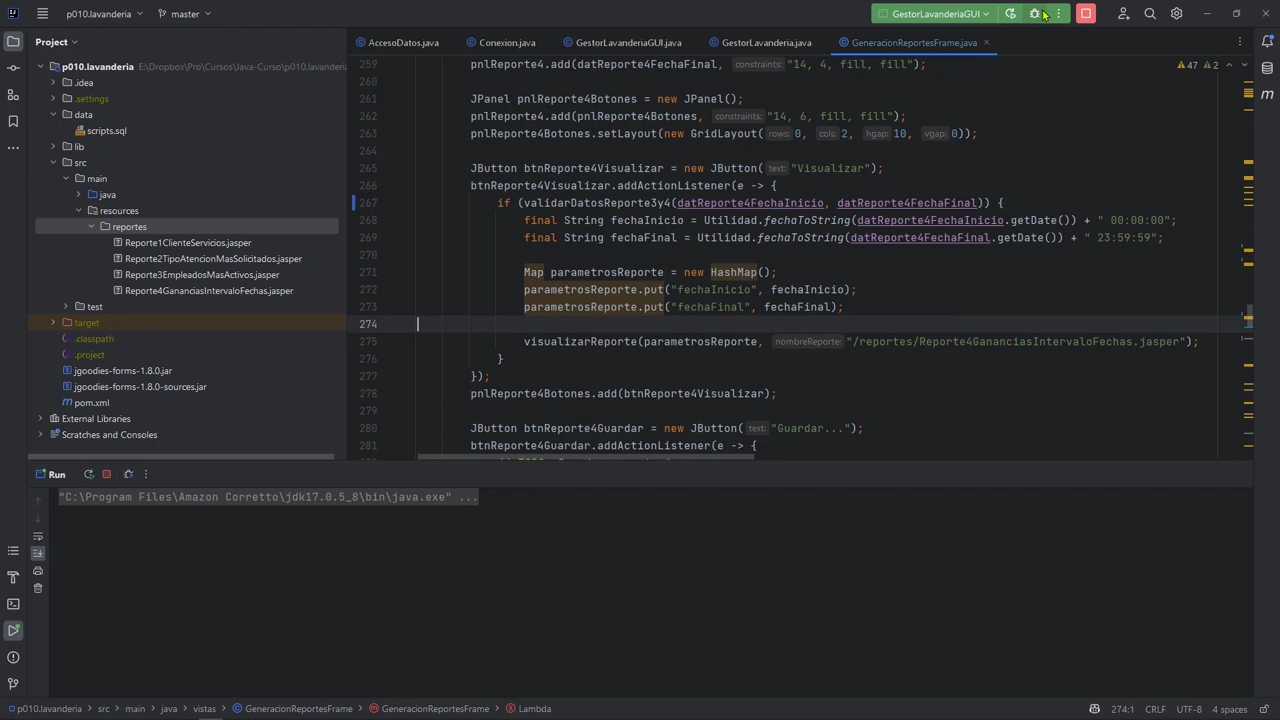 p010.lavanderia
master
GestorLavanderiaGUI
Project
AccesoDatos.java
Conexion.java
GestorLavanderiaGUI.java
GestorLavanderia.java
GeneracionReportesFrame.java
p010.lavanderia E:\Dropbox\Pro\Cursos\Java-Curso\p010.lavanderia
.idea
.settings
data
scripts.sql
lib
src
main
java
resources
reportes
Reporte1ClienteServicios.jasper
Reporte2TipoAtencionMasSolicitados.jasper
Reporte3EmpleadosMasActivos.jasper
Reporte4GananciasIntervaloFechas.jasper
test
target
.classpath
.project
jgoodies-forms-1.8.0.jar
jgoodies-forms-1.8.0-sources.jar
pom.xml
External Libraries
Scratches and Consoles
47 2
259 pnlReporte4.add(datReporte4FechaFinal, constraints: "14, 4, fill, fill");
260
261 JPanel pnlReporte4Botones = new JPanel();
262 pnlReporte4.add(pnlReporte4Botones, constraints: "14, 6, fill, fill");
263 pnlReporte4Botones.setLayout(new GridLayout( rows: 0, cols: 2, hgap: 10, vgap: 0));
264
265 JButton btnReporte4Visualizar = new JButton( text: "Visualizar");
266 btnReporte4Visualizar.addActionListener(e -> {
267 if (validarDatosReporte3y4(datReporte4FechaInicio, datReporte4FechaFinal)) {
268 final String fechaInicio = Utilidad.fechaToString(datReporte4FechaInicio.getDate()) + " 00:00:00";
269 final String fechaFinal = Utilidad.fechaToString(datReporte4FechaFinal.getDate()) + " 23:59:59";
270
271 Map parametrosReporte = new HashMap();
272 parametrosReporte.put("fechaInicio", fechaInicio);
273 parametrosReporte.put("fechaFinal", fechaFinal);
274
275 visualizarReporte(parametrosReporte, nombreReporte: "/reportes/Reporte4GananciasIntervaloFechas.jasper");
276 }
277 });
278 pnlReporte4Botones.add(btnReporte4Visualizar);
279
280 JButton btnReporte4Guardar = new JButton( text: "Guardar...");
281 btnReporte4Guardar.addActionListener(e -> {
Run
"C:\Program Files\Amazon Corretto\jdk17.0.5_8\bin\java.exe" ...
p010.lavanderia > src > main > java > vistas > GeneracionReportesFrame > GeneracionReportesFrame > Lambda
274:1 CRLF UTF-8 4 spaces